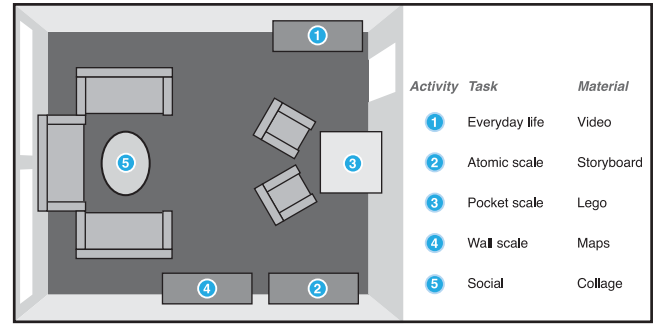 1
5
3
4
2
Activity Task Material
1 Everyday life Video
2 Atomic scale Storyboard
3 Pocket scale Lego
4 Wall scale Maps
5 Social Collage